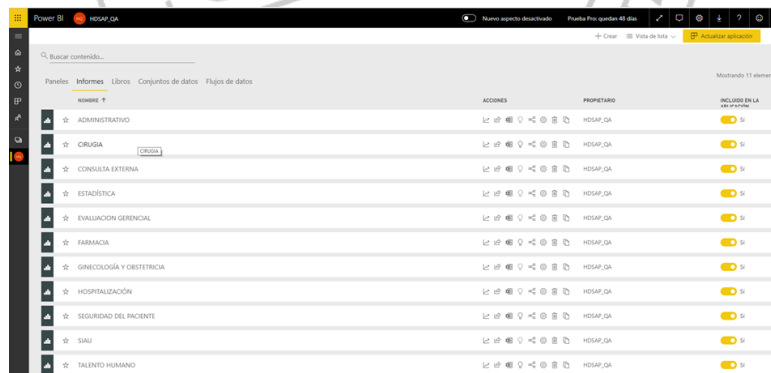 Power BI HQ HDSAP_QA Nuevo aspecto desactivado Prueba Pro: quedan 48 días
+ Crear Vista de lista Actualizar aplicación
Buscar contenido...
Paneles Informes Libros Conjuntos de datos Flujos de datos Mostrando 11 elemen
NOMBRE ↑ ACCIONES PROPIETARIO INCLUIDO EN LA APLICACIÓN
ADMINISTRATIVO HDSAP_QA Sí
CIRUGIA HDSAP_QA Sí
CIRUGIA
CONSULTA EXTERNA HDSAP_QA Sí
ESTADÍSTICA HDSAP_QA Sí
EVALUACION GERENCIAL HDSAP_QA Sí
FARMACIA HDSAP_QA Sí
GINECOLOGÍA Y OBSTETRICIA HDSAP_QA Sí
HOSPITALIZACIÓN HDSAP_QA Sí
SEGURIDAD DEL PACIENTE HDSAP_QA Sí
SIAU HDSAP_QA Sí
TALENTO HUMANO HDSAP_QA Sí